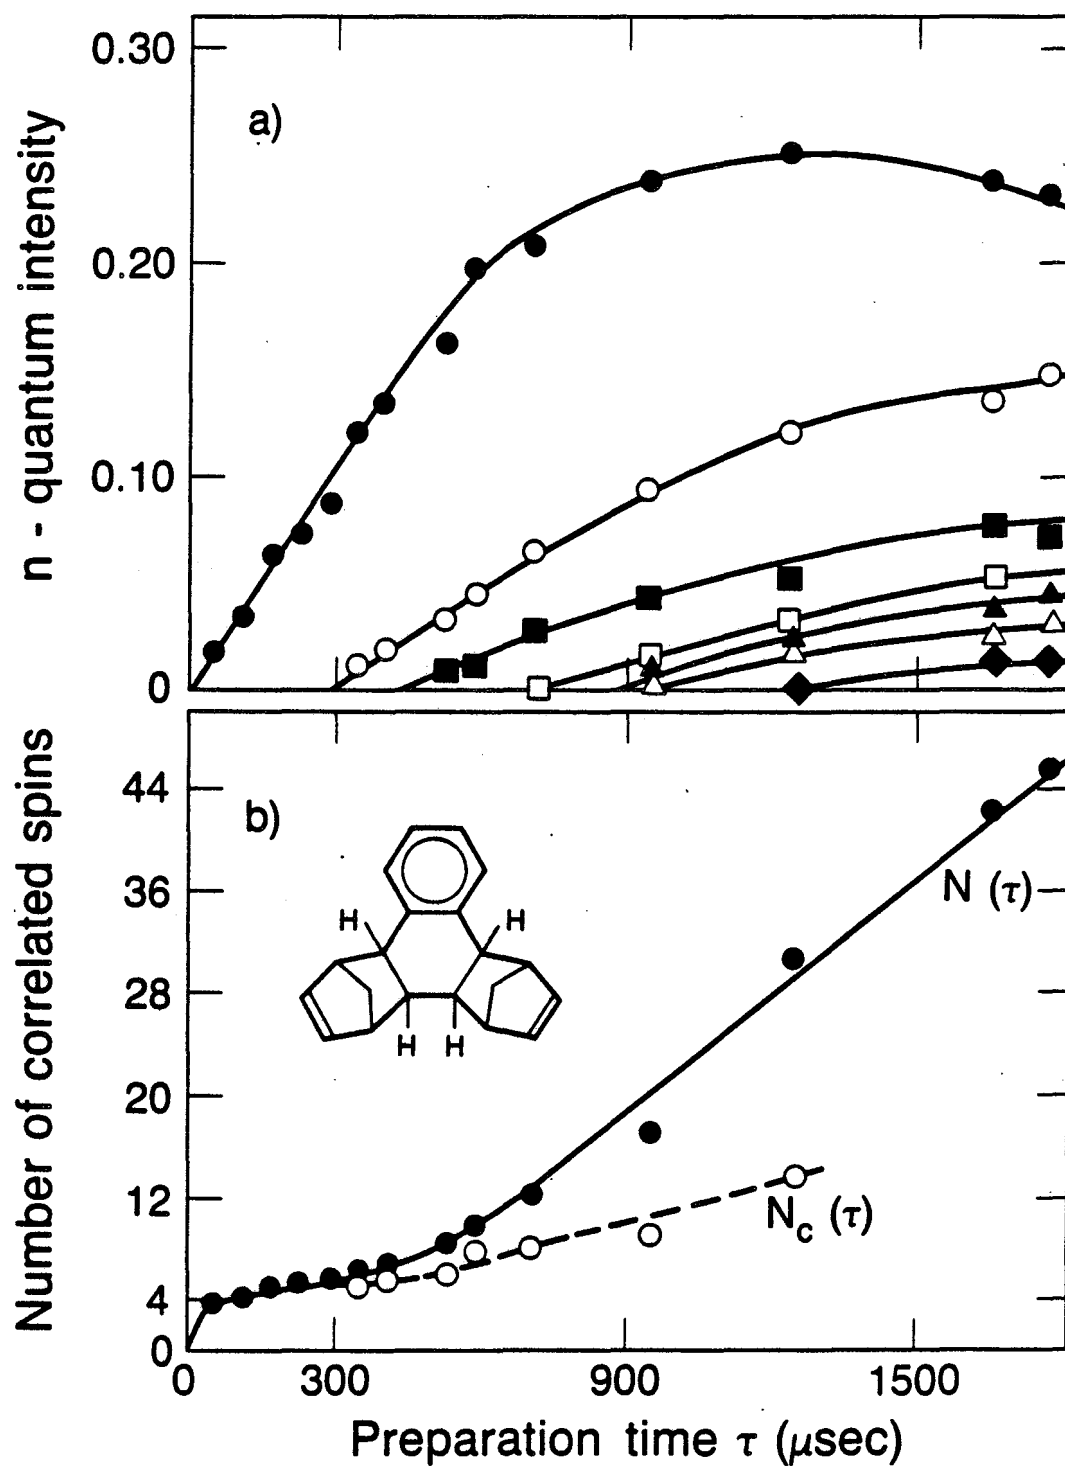 0.30
a)
0.20
0.10
0
n - quantum intensity
44
b)
N (τ)
36
H H
28
H H
20
12
N_c (τ)
4
0
Number of correlated spins
0 300 900 1500
Preparation time τ (μsec)